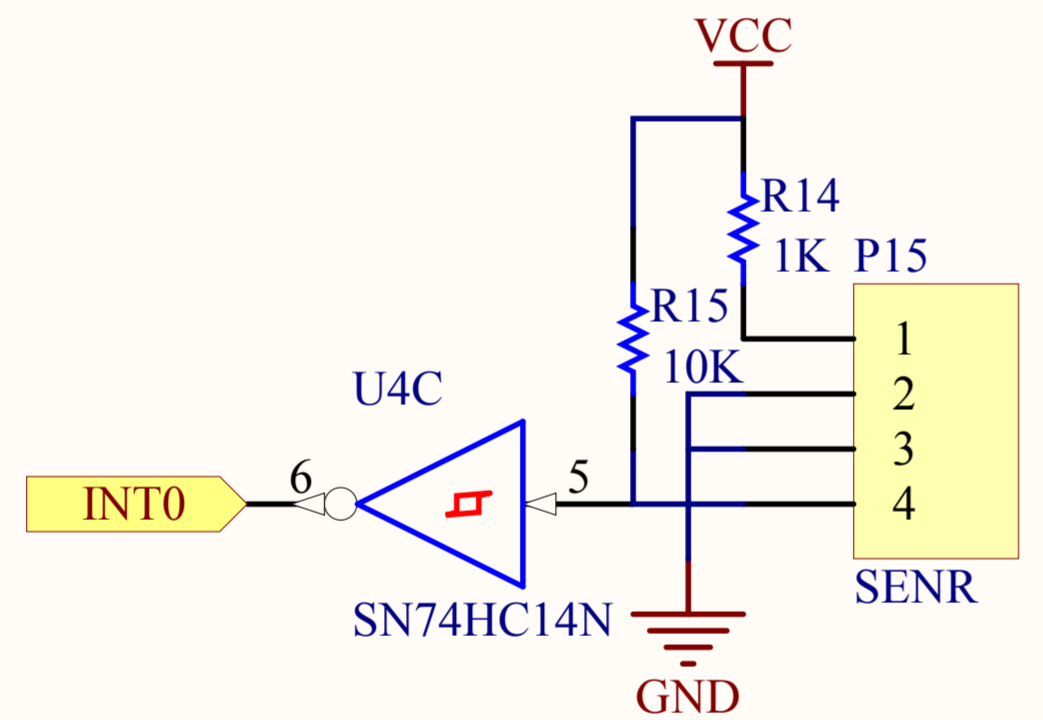 VCC
R14
1K
P15
R15
10K
1
2
3
4
U4C
6
5
INT0
SN74HC14N
SENR
GND